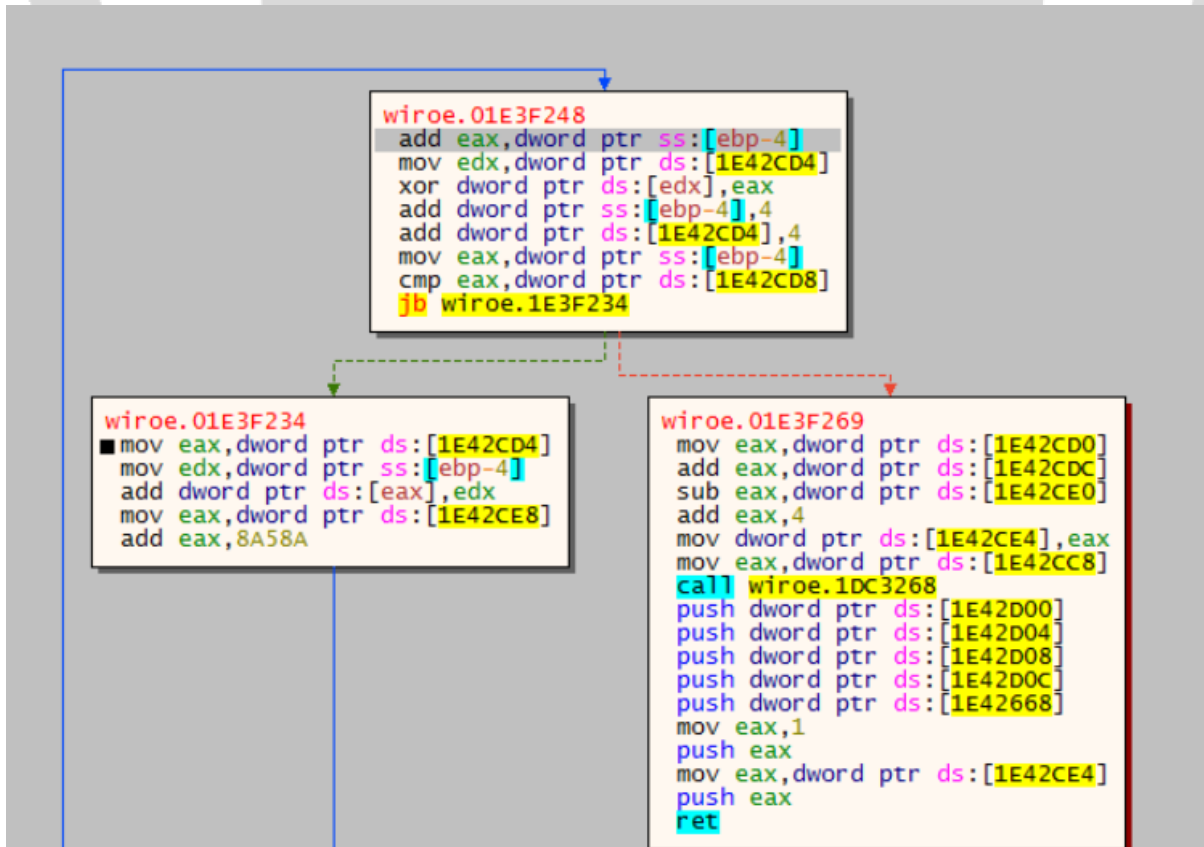 wiroe.01E3F248
add eax,dword ptr ss:[ebp-4]
mov edx,dword ptr ds:[1E42CD4]
xor dword ptr ds:[edx],eax
add dword ptr ss:[ebp-4],4
add dword ptr ds:[1E42CD4],4
mov eax,dword ptr ss:[ebp-4]
cmp eax,dword ptr ds:[1E42CD8]
jb wiroe.1E3F234
wiroe.01E3F234
mov eax,dword ptr ds:[1E42CD4]
mov edx,dword ptr ss:[ebp-4]
add dword ptr ds:[eax],edx
mov eax,dword ptr ds:[1E42CE8]
add eax,8A58A
wiroe.01E3F269
mov eax,dword ptr ds:[1E42CD0]
add eax,dword ptr ds:[1E42CDC]
sub eax,dword ptr ds:[1E42CE0]
add eax,4
mov dword ptr ds:[1E42CE4],eax
mov eax,dword ptr ds:[1E42CC8]
call wiroe.1DC3268
push dword ptr ds:[1E42D00]
push dword ptr ds:[1E42D04]
push dword ptr ds:[1E42D08]
push dword ptr ds:[1E42D0C]
push dword ptr ds:[1E42668]
mov eax,1
push eax
mov eax,dword ptr ds:[1E42CE4]
push eax
ret